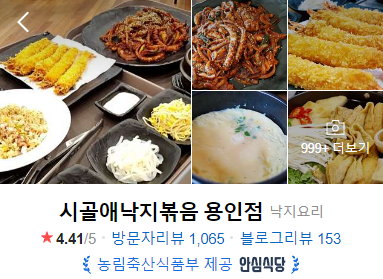 999+ 더보기
시골애낙지볶음 용인점 낙지요리
★ 4.41/5 · 방문자리뷰 1,065 · 블로그리뷰 153
농림축산식품부 제공 안심식당